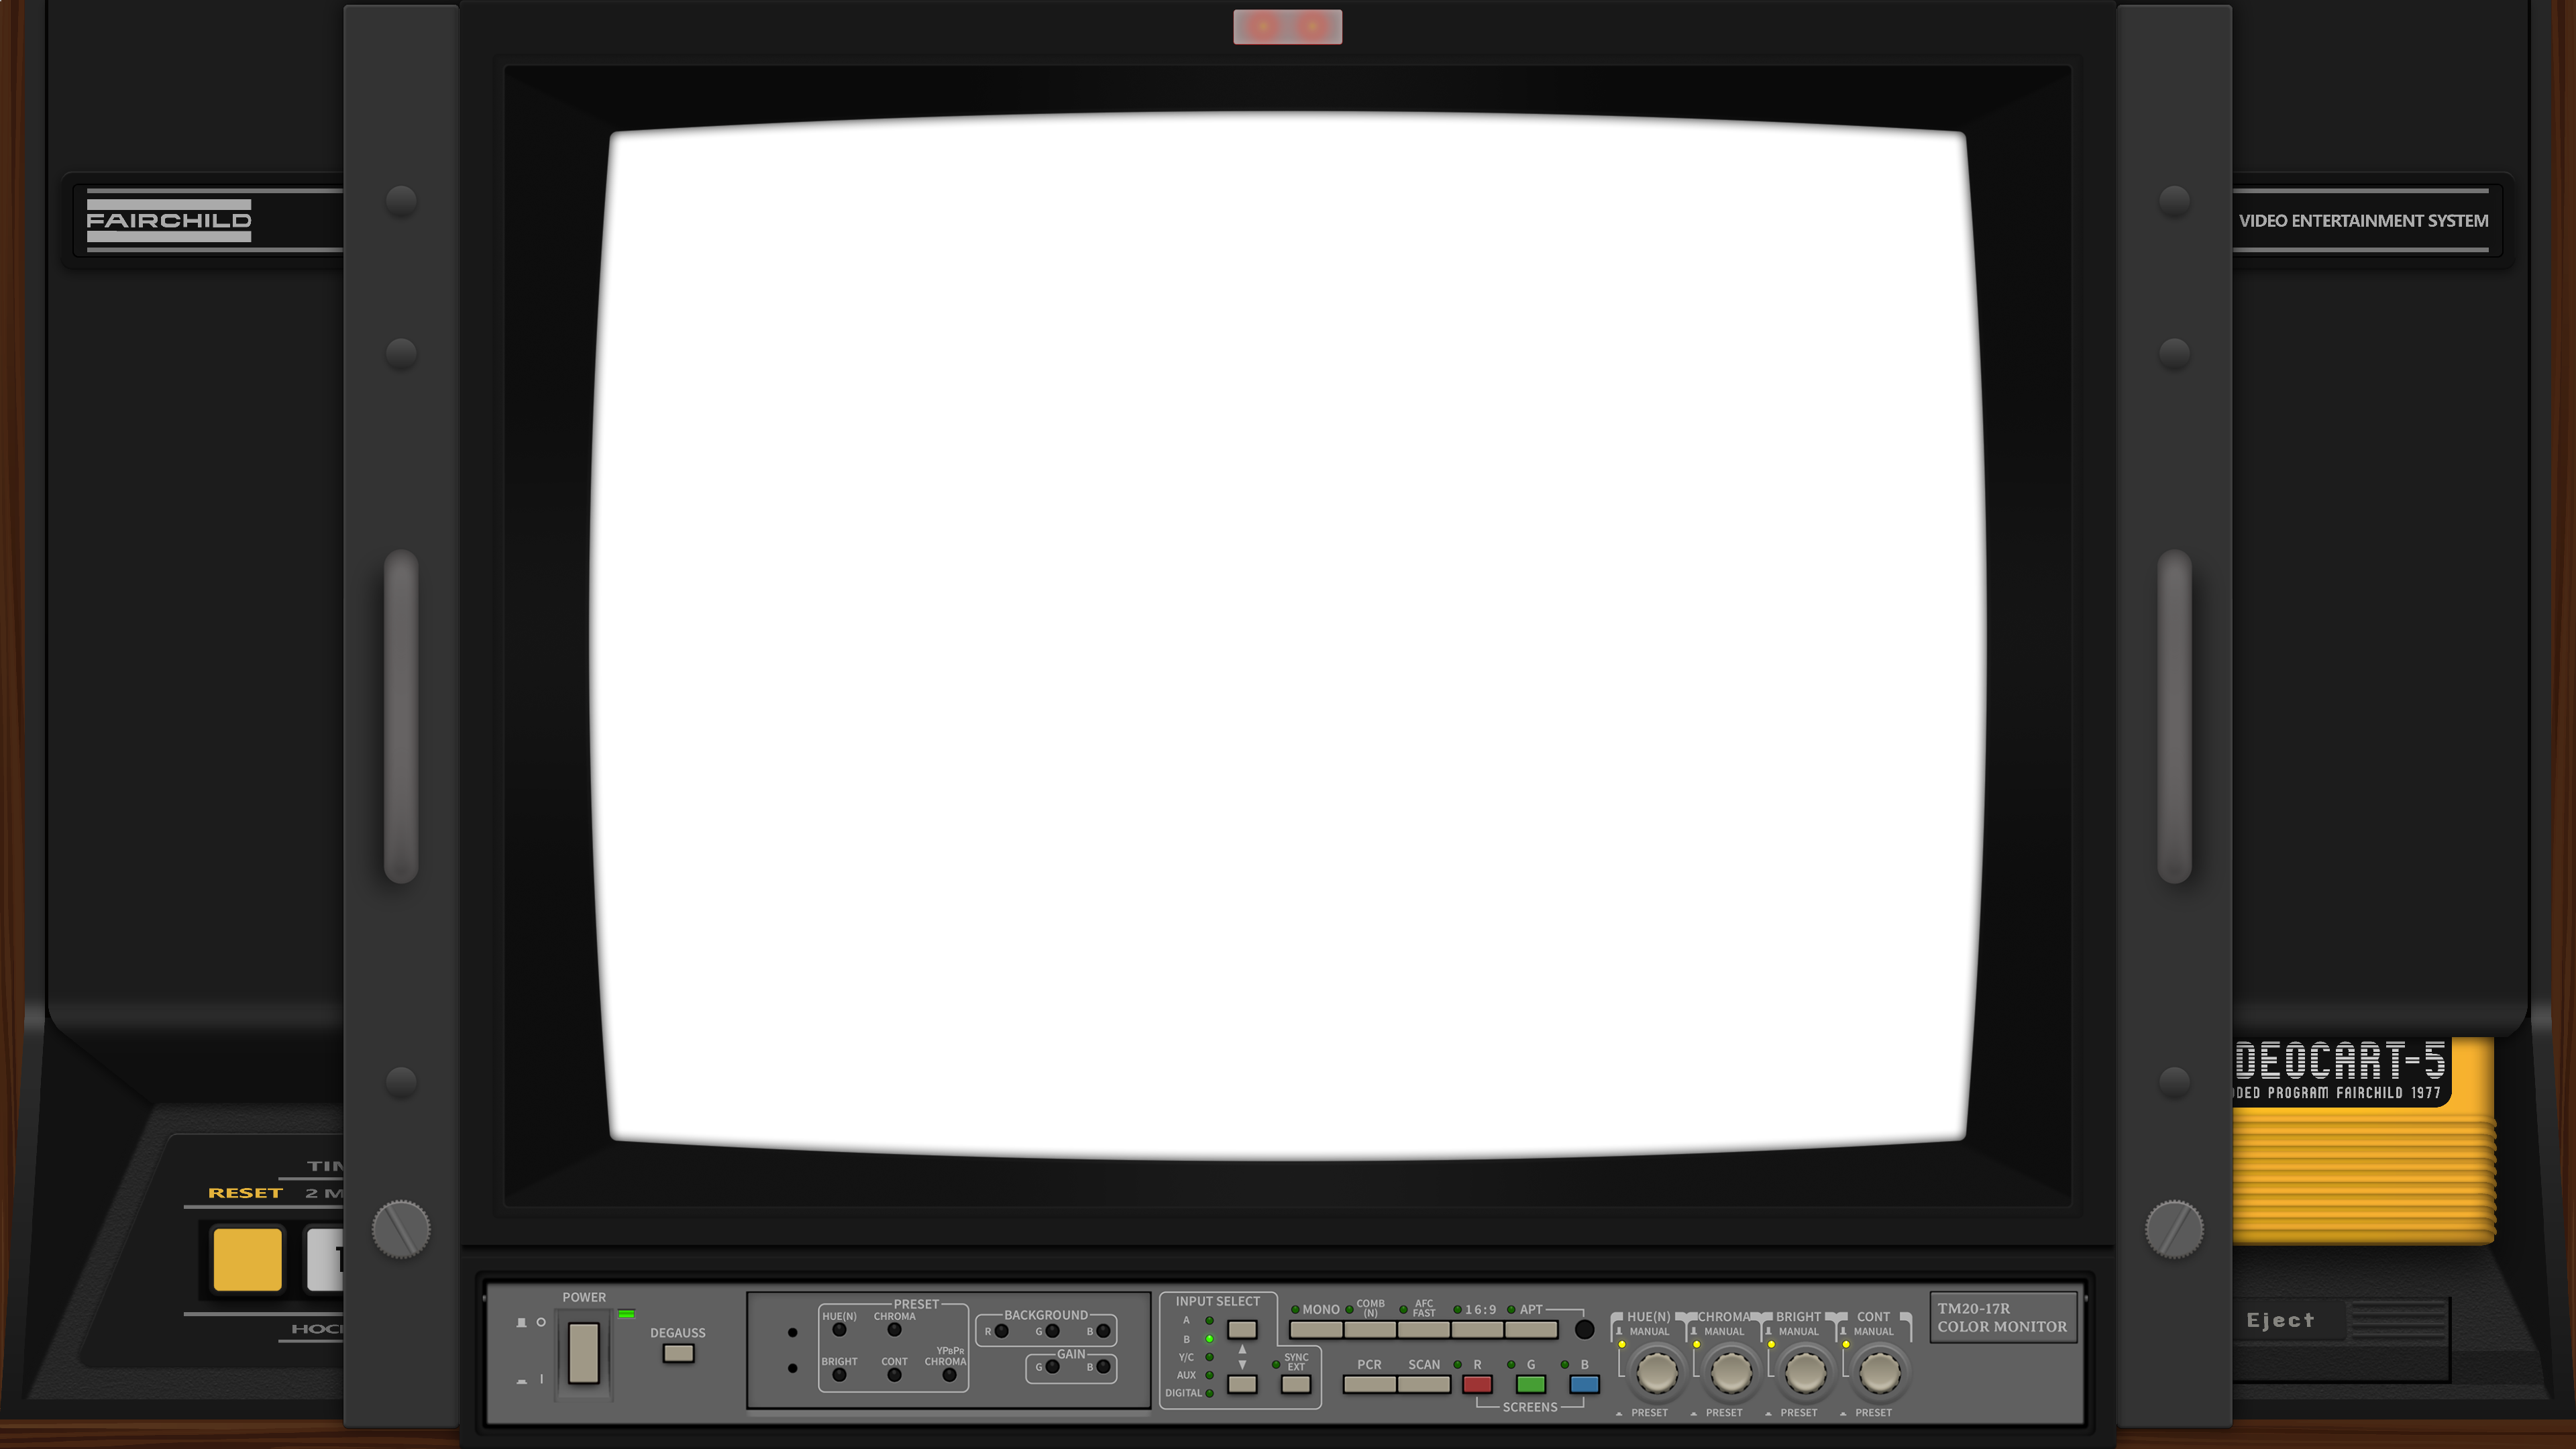 FAIRCHILD
VIDEO ENTERTAINMENT SYSTEM
DEOCART-5
DED PROGRAM FAIRCHILD 1977
TIM
RESET 2 M
HOCK
Eject
POWER
DEGAUSS
PRESET
HUE(N) CHROMA
BRIGHT CONT YPBPR CHROMA
BACKGROUND
R G B
GAIN
G B
INPUT SELECT
A
B
Y/C
AUX
DIGITAL
SYNC EXT
MONO COMB (N) AFC FAST 16:9 APT
PCR SCAN R G B
SCREENS
HUE(N) CHROMA BRIGHT CONT
MANUAL MANUAL MANUAL MANUAL
PRESET PRESET PRESET PRESET
TM20-17R
COLOR MONITOR